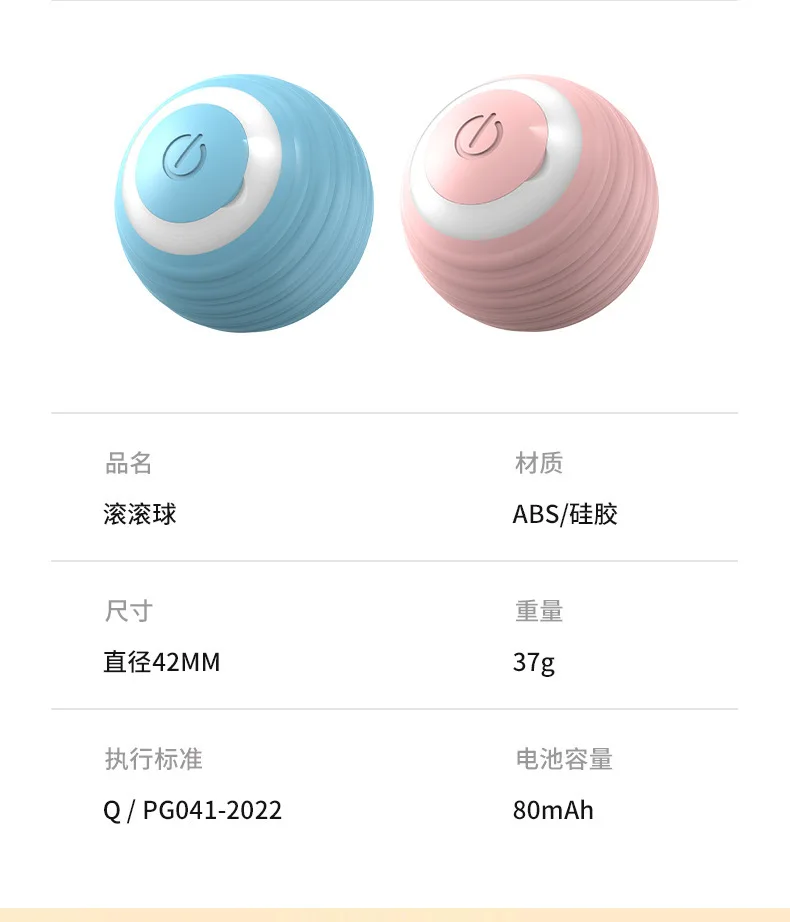 品名
材质
滚滚球
ABS/硅胶
尺寸
重量
直径42MM
37g
执行标准
电池容量
Q / PG041-2022
80mAh